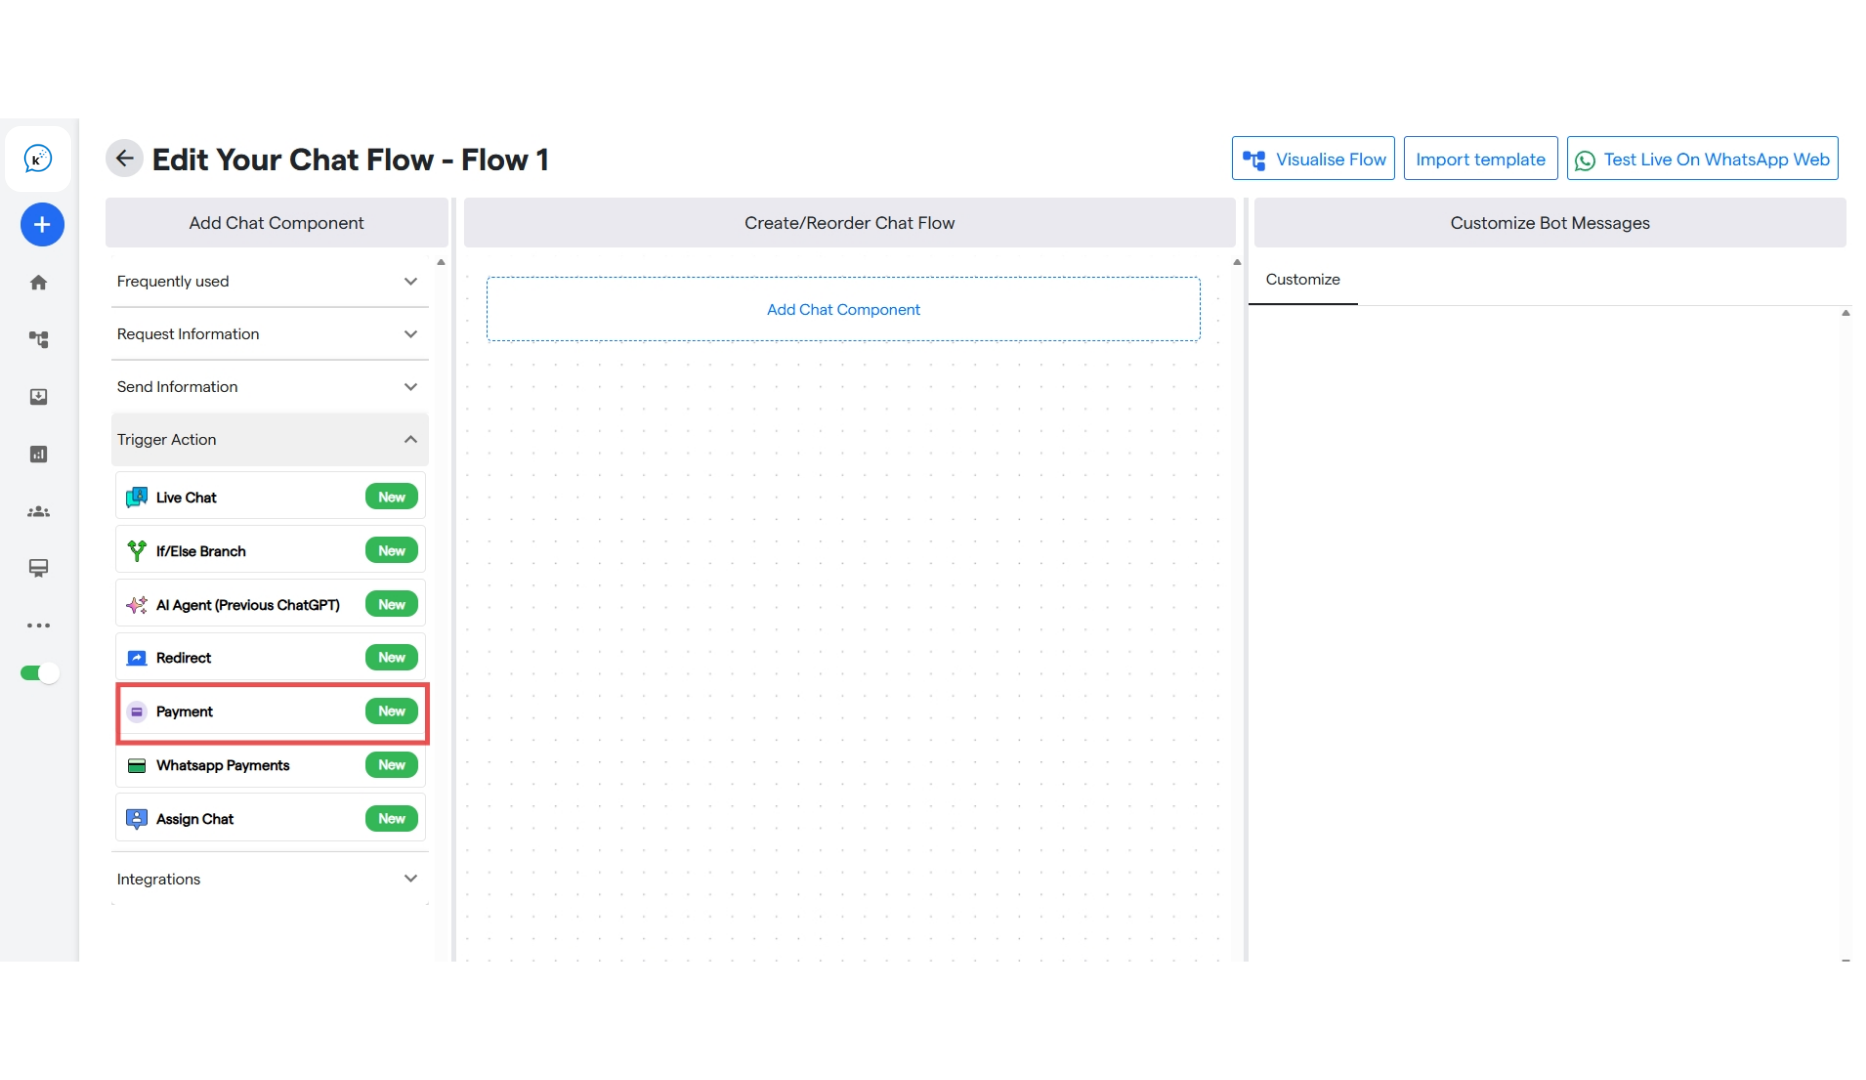 k
Edit Your Chat Flow - Flow 1
Visualise Flow
Import template
Test Live On WhatsApp Web
Add Chat Component
Create/Reorder Chat Flow
Customize Bot Messages
Frequently used
Request Information
Send Information
Trigger Action
Live Chat New
If/Else Branch New
AI Agent (Previous ChatGPT) New
Redirect New
Payment New
Whatsapp Payments New
Assign Chat New
Integrations
Add Chat Component
Customize